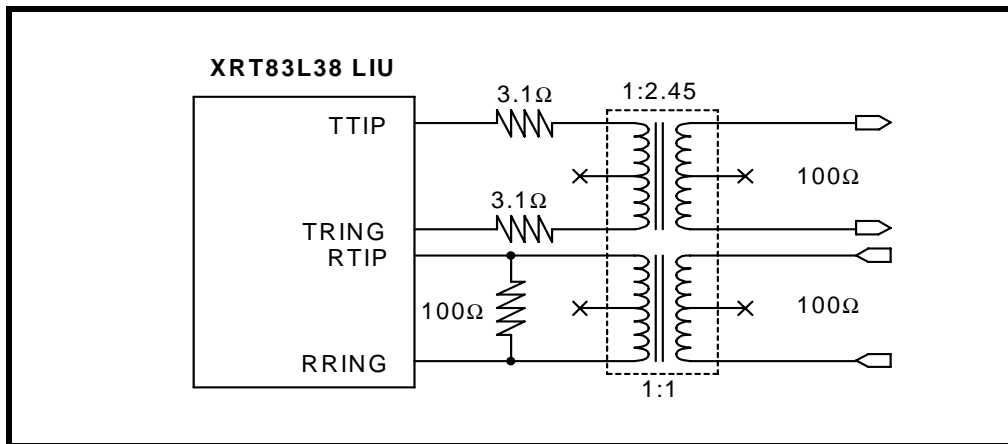 XRT83L38 LIU
1:2.45
3.1Ω
TTIP
100Ω
3.1Ω
TRING
RTIP
100Ω
100Ω
RRING
1:1